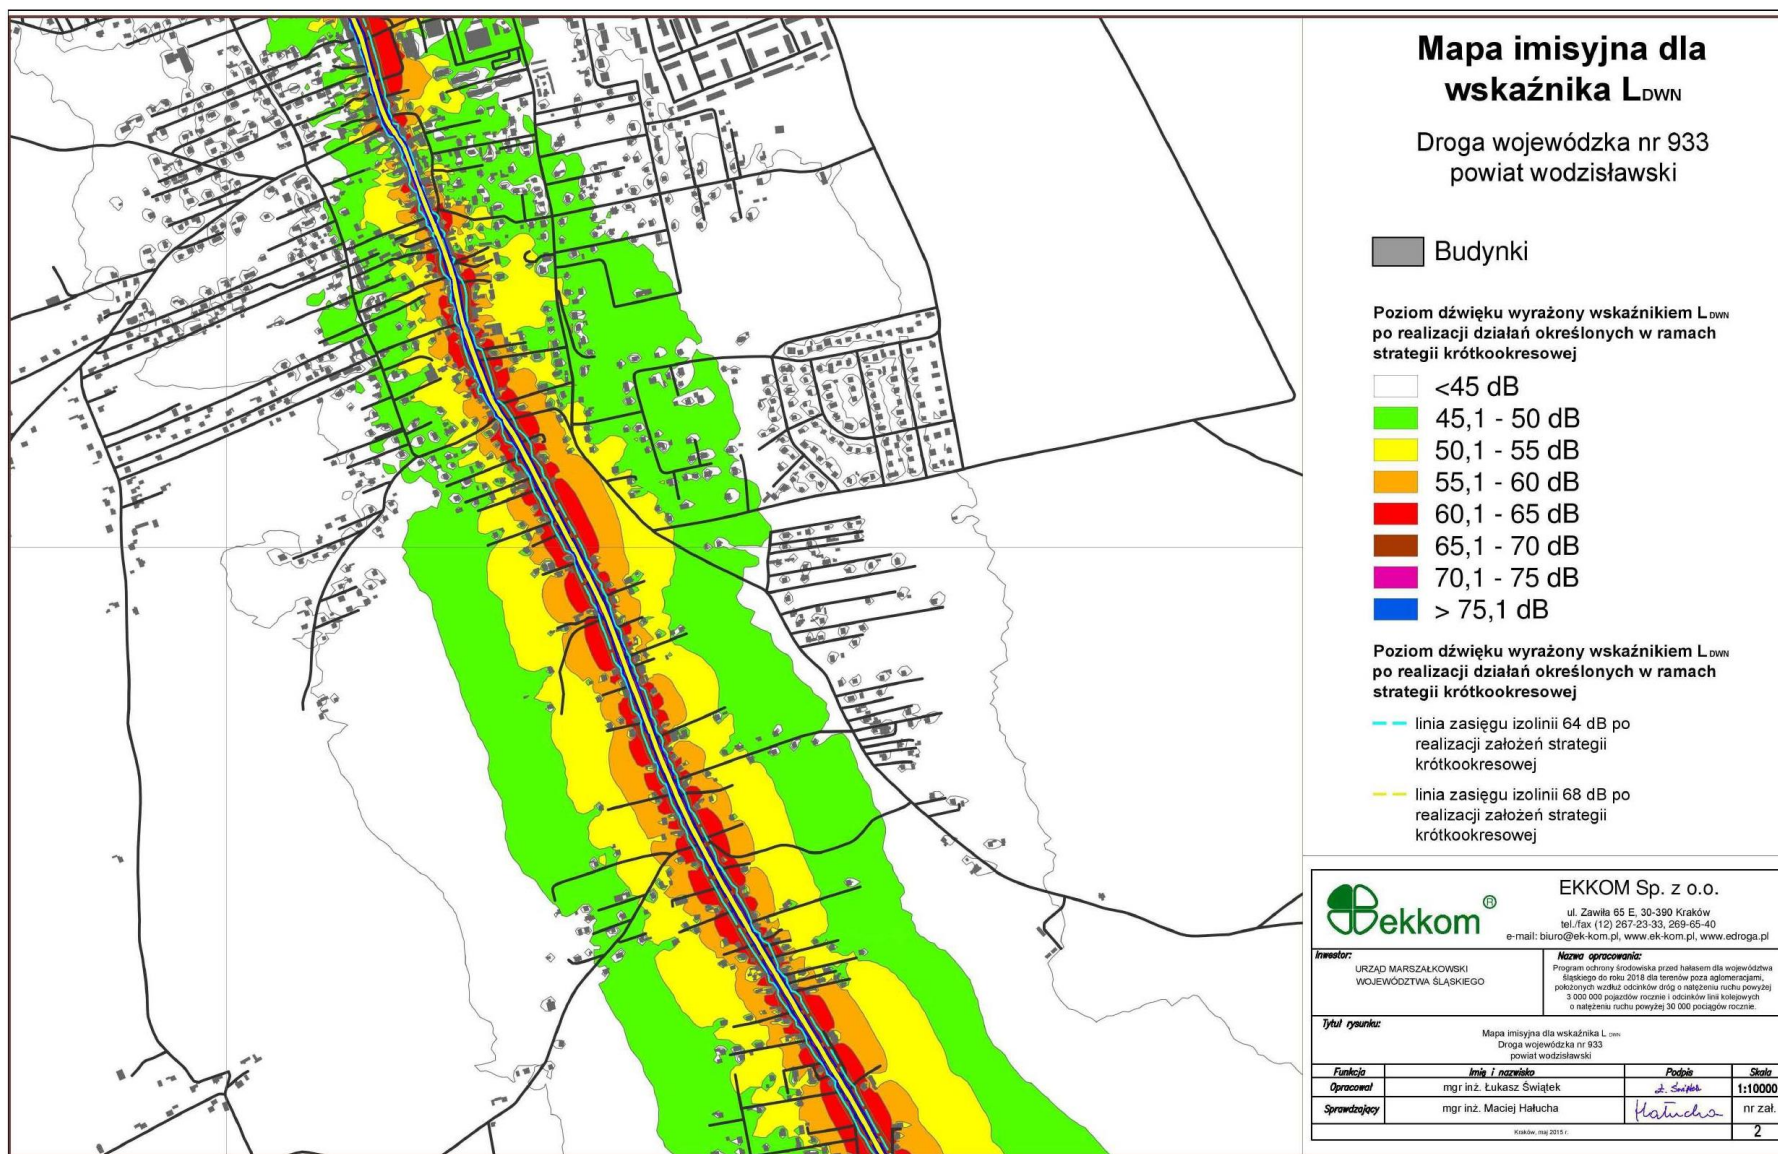 Mapa imisyjna dla
wskaźnika LDWN
Droga wojewódzka nr 933
powiat wodzisławski
Budynki
Poziom dźwięku wyrażony wskaźnikiem LDWN
po realizacji działań określonych w ramach
strategii krótkookresowej
<45 dB
45,1 - 50 dB
50,1 - 55 dB
55,1 - 60 dB
60,1 - 65 dB
65,1 - 70 dB
70,1 - 75 dB
> 75,1 dB
Poziom dźwięku wyrażony wskaźnikiem LDWN
po realizacji działań określonych w ramach
strategii krótkookresowej
linia zasięgu izolinii 64 dB po
realizacji założeń strategii
krótkookresowej
linia zasięgu izolinii 68 dB po
realizacji założeń strategii
krótkookresowej
ekkom®
EKKOM Sp. z o.o.
ul. Zawiła 65 E, 30-390 Kraków
tel./fax (12) 267-23-33, 269-65-40
e-mail: biuro@ek-kom.pl, www.ek-kom.pl, www.edroga.pl
Inwestor:
URZĄD MARSZAŁKOWSKI
WOJEWÓDZTWA ŚLĄSKIEGO
Nazwa opracowania:
Program ochrony środowiska przed hałasem dla województwa
śląskiego do roku 2018 dla terenów poza aglomeracjami,
położonych wzdłuż odcinków dróg o natężeniu ruchu powyżej
3 000 000 pojazdów rocznie i odcinków linii kolejowych
o natężeniu ruchu powyżej 30 000 pociągów rocznie.
Tytuł rysunku:
Mapa imisyjna dla wskaźnika L DWN
Droga wojewódzka nr 933
powiat wodzisławski
Funkcja Imię i nazwisko Podpis Skala
Opracował mgr inż. Łukasz Świątek Ł. Świątek 1:10000
Sprawdzający mgr inż. Maciej Hałucha Hałucha nr zał.
Kraków, maj 2015 r. 2